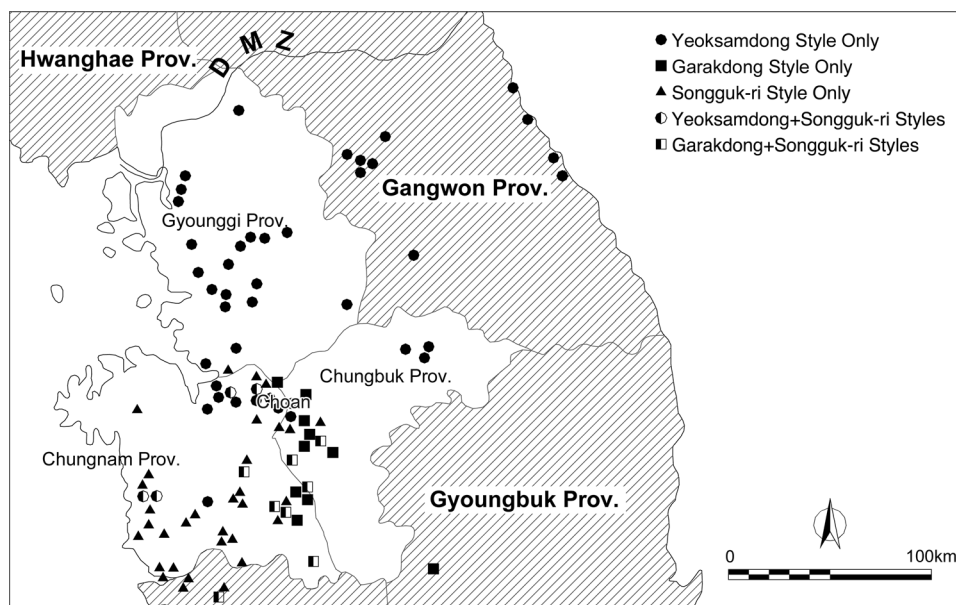 DMZ
Hwanghae Prov.
Yeoksamdong Style Only
Garakdong Style Only
Songguk-ri Style Only
Yeoksamdong+Songguk-ri Styles
Garakdong+Songguk-ri Styles
Gangwon Prov.
Gyounggi Prov.
Chungbuk Prov.
Choan
Chungnam Prov.
Gyoungbuk Prov.
0 100km